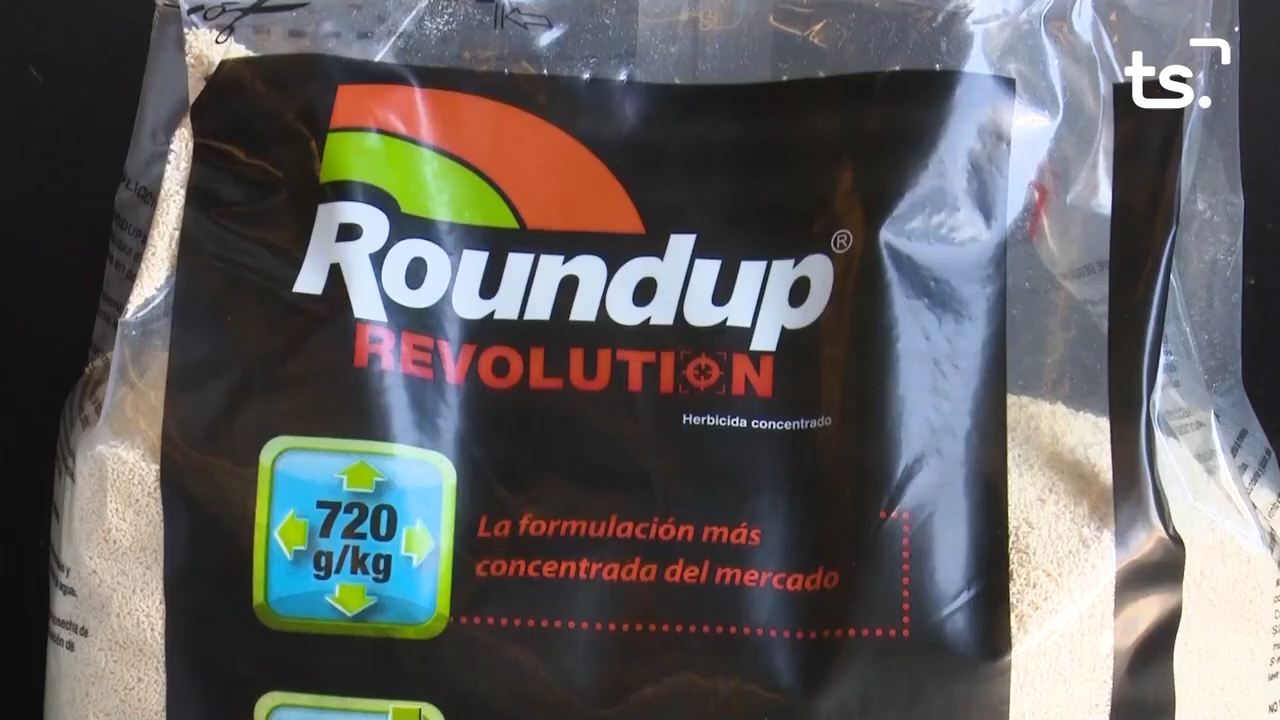 ts.
Roundup®
REVOLUTION
Herbicida concentrado
720
g/kg
La formulación más
concentrada del mercado